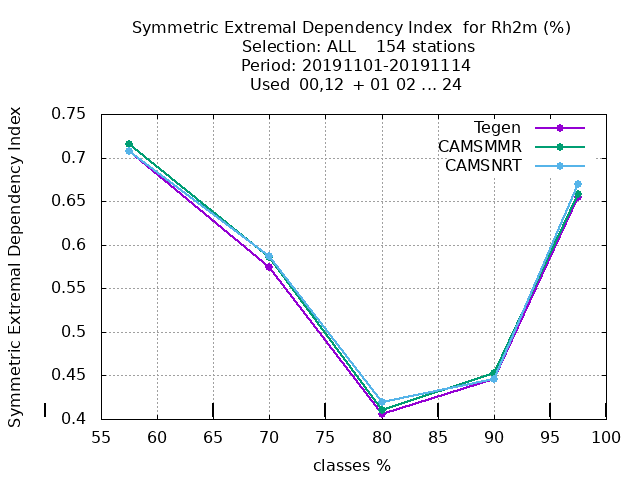 Symmetric Extremal Dependency Index  for Rh2m (%)
Selection: ALL    154 stations
Period: 20191101-20191114
Used  00,12  + 01 02 ... 24
Symmetric Extremal Dependency Index
0.75
0.7
0.65
0.6
0.55
0.5
0.45
0.4
Tegen
CAMSMMR
CAMSNRT
55 60 65 70 75 80 85 90 95 100
classes %